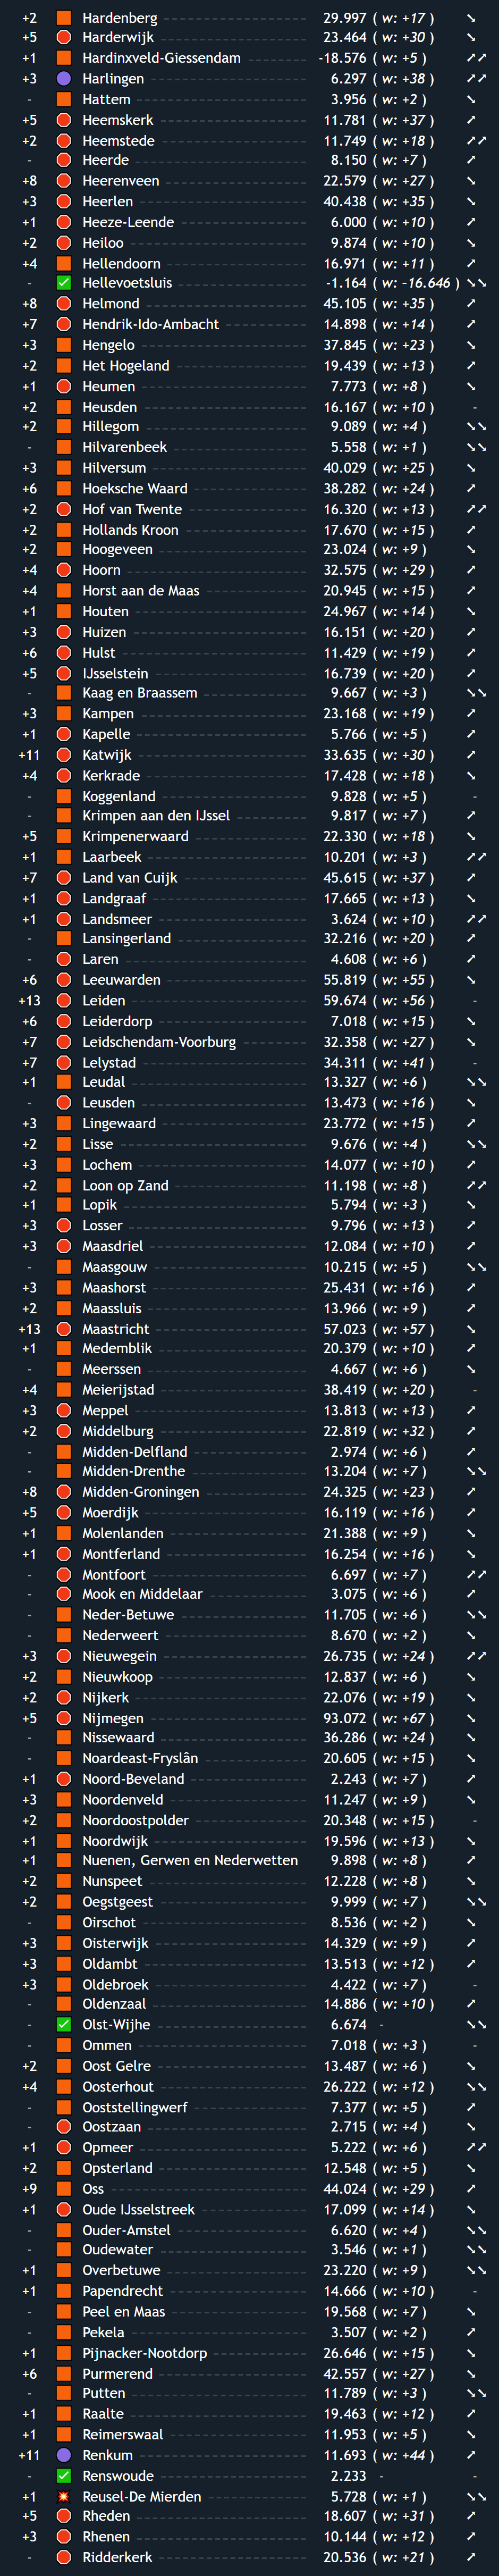 +2 Hardenberg 29.997 ( w: +17 )
+5 Harderwijk 23.464 ( w: +30 )
+1 Hardinxveld-Giessendam -18.576 ( w: +5 )
+3 Harlingen 6.297 ( w: +38 )
- Hattem 3.956 ( w: +2 )
+5 Heemskerk 11.781 ( w: +37 )
+2 Heemstede 11.749 ( w: +18 )
- Heerde 8.150 ( w: +7 )
+8 Heerenveen 22.579 ( w: +27 )
+3 Heerlen 40.438 ( w: +35 )
+1 Heeze-Leende 6.000 ( w: +10 )
+2 Heiloo 9.874 ( w: +10 )
+4 Hellendoorn 16.971 ( w: +11 )
- Hellevoetsluis -1.164 ( w: -16.646 )
+8 Helmond 45.105 ( w: +35 )
+7 Hendrik-Ido-Ambacht 14.898 ( w: +14 )
+3 Hengelo 37.845 ( w: +23 )
+2 Het Hogeland 19.439 ( w: +13 )
+1 Heumen 7.773 ( w: +8 )
+2 Heusden 16.167 ( w: +10 ) -
+2 Hillegom 9.089 ( w: +4 )
- Hilvarenbeek 5.558 ( w: +1 )
+3 Hilversum 40.029 ( w: +25 )
+6 Hoeksche Waard 38.282 ( w: +24 )
+2 Hof van Twente 16.320 ( w: +13 )
+2 Hollands Kroon 17.670 ( w: +15 )
+2 Hoogeveen 23.024 ( w: +9 )
+4 Hoorn 32.575 ( w: +29 )
+4 Horst aan de Maas 20.945 ( w: +15 )
+1 Houten 24.967 ( w: +14 )
+3 Huizen 16.151 ( w: +20 )
+6 Hulst 11.429 ( w: +19 )
+5 IJsselstein 16.739 ( w: +20 )
- Kaag en Braassem 9.667 ( w: +3 )
+3 Kampen 23.168 ( w: +19 )
+1 Kapelle 5.766 ( w: +5 )
+11 Katwijk 33.635 ( w: +30 )
+4 Kerkrade 17.428 ( w: +18 )
- Koggenland 9.828 ( w: +5 ) -
- Krimpen aan den IJssel 9.817 ( w: +7 )
+5 Krimpenerwaard 22.330 ( w: +18 )
+1 Laarbeek 10.201 ( w: +3 )
+7 Land van Cuijk 45.615 ( w: +37 )
+1 Landgraaf 17.665 ( w: +13 )
+1 Landsmeer 3.624 ( w: +10 )
- Lansingerland 32.216 ( w: +20 )
- Laren 4.608 ( w: +6 )
+6 Leeuwarden 55.819 ( w: +55 )
+13 Leiden 59.674 ( w: +56 ) -
+6 Leiderdorp 7.018 ( w: +15 )
+7 Leidschendam-Voorburg 32.358 ( w: +27 )
+7 Lelystad 34.311 ( w: +41 ) -
+1 Leudal 13.327 ( w: +6 )
- Leusden 13.473 ( w: +16 )
+3 Lingewaard 23.772 ( w: +15 )
+2 Lisse 9.676 ( w: +4 )
+3 Lochem 14.077 ( w: +10 )
+2 Loon op Zand 11.198 ( w: +8 )
+1 Lopik 5.794 ( w: +3 )
+3 Losser 9.796 ( w: +13 )
+3 Maasdriel 12.084 ( w: +10 )
- Maasgouw 10.215 ( w: +5 )
+3 Maashorst 25.431 ( w: +16 )
+2 Maassluis 13.966 ( w: +9 )
+13 Maastricht 57.023 ( w: +57 )
+1 Medemblik 20.379 ( w: +10 )
- Meerssen 4.667 ( w: +6 )
+4 Meierijstad 38.419 ( w: +20 ) -
+3 Meppel 13.813 ( w: +13 )
+2 Middelburg 22.819 ( w: +32 )
- Midden-Delfland 2.974 ( w: +6 )
- Midden-Drenthe 13.204 ( w: +7 )
+8 Midden-Groningen 24.325 ( w: +23 )
+5 Moerdijk 16.119 ( w: +16 )
+1 Molenlanden 21.388 ( w: +9 )
+1 Montferland 16.254 ( w: +16 )
- Montfoort 6.697 ( w: +7 )
- Mook en Middelaar 3.075 ( w: +6 )
- Neder-Betuwe 11.705 ( w: +6 )
- Nederweert 8.670 ( w: +2 )
+3 Nieuwegein 26.735 ( w: +24 )
+2 Nieuwkoop 12.837 ( w: +6 )
+2 Nijkerk 22.076 ( w: +19 )
+5 Nijmegen 93.072 ( w: +67 )
- Nissewaard 36.286 ( w: +24 )
- Noardeast-Fryslân 20.605 ( w: +15 )
+1 Noord-Beveland 2.243 ( w: +7 )
+3 Noordenveld 11.247 ( w: +9 )
+2 Noordoostpolder 20.348 ( w: +15 ) -
+1 Noordwijk 19.596 ( w: +13 )
+1 Nuenen, Gerwen en Nederwetten 9.898 ( w: +8 )
+2 Nunspeet 12.228 ( w: +8 )
+2 Oegstgeest 9.999 ( w: +7 )
- Oirschot 8.536 ( w: +2 )
+3 Oisterwijk 14.329 ( w: +9 )
+3 Oldambt 13.513 ( w: +12 )
+3 Oldebroek 4.422 ( w: +7 ) -
- Oldenzaal 14.886 ( w: +10 )
- Olst-Wijhe 6.674 -
- Ommen 7.018 ( w: +3 ) -
+2 Oost Gelre 13.487 ( w: +6 )
+4 Oosterhout 26.222 ( w: +12 )
- Ooststellingwerf 7.377 ( w: +5 )
- Oostzaan 2.715 ( w: +4 )
+1 Opmeer 5.222 ( w: +6 )
+2 Opsterland 12.548 ( w: +5 )
+9 Oss 44.024 ( w: +29 )
+1 Oude IJsselstreek 17.099 ( w: +14 )
- Ouder-Amstel 6.620 ( w: +4 )
- Oudewater 3.546 ( w: +1 )
+1 Overbetuwe 23.220 ( w: +9 )
+1 Papendrecht 14.666 ( w: +10 ) -
- Peel en Maas 19.568 ( w: +7 )
- Pekela 3.507 ( w: +2 )
+1 Pijnacker-Nootdorp 26.646 ( w: +15 )
+6 Purmerend 42.557 ( w: +27 )
- Putten 11.789 ( w: +3 )
+1 Raalte 19.463 ( w: +12 )
+1 Reimerswaal 11.953 ( w: +5 )
+11 Renkum 11.693 ( w: +44 )
- Renswoude 2.233 - -
+1 Reusel-De Mierden 5.728 ( w: +1 )
+5 Rheden 18.607 ( w: +31 )
+3 Rhenen 10.144 ( w: +12 )
- Ridderkerk 20.536 ( w: +21 )